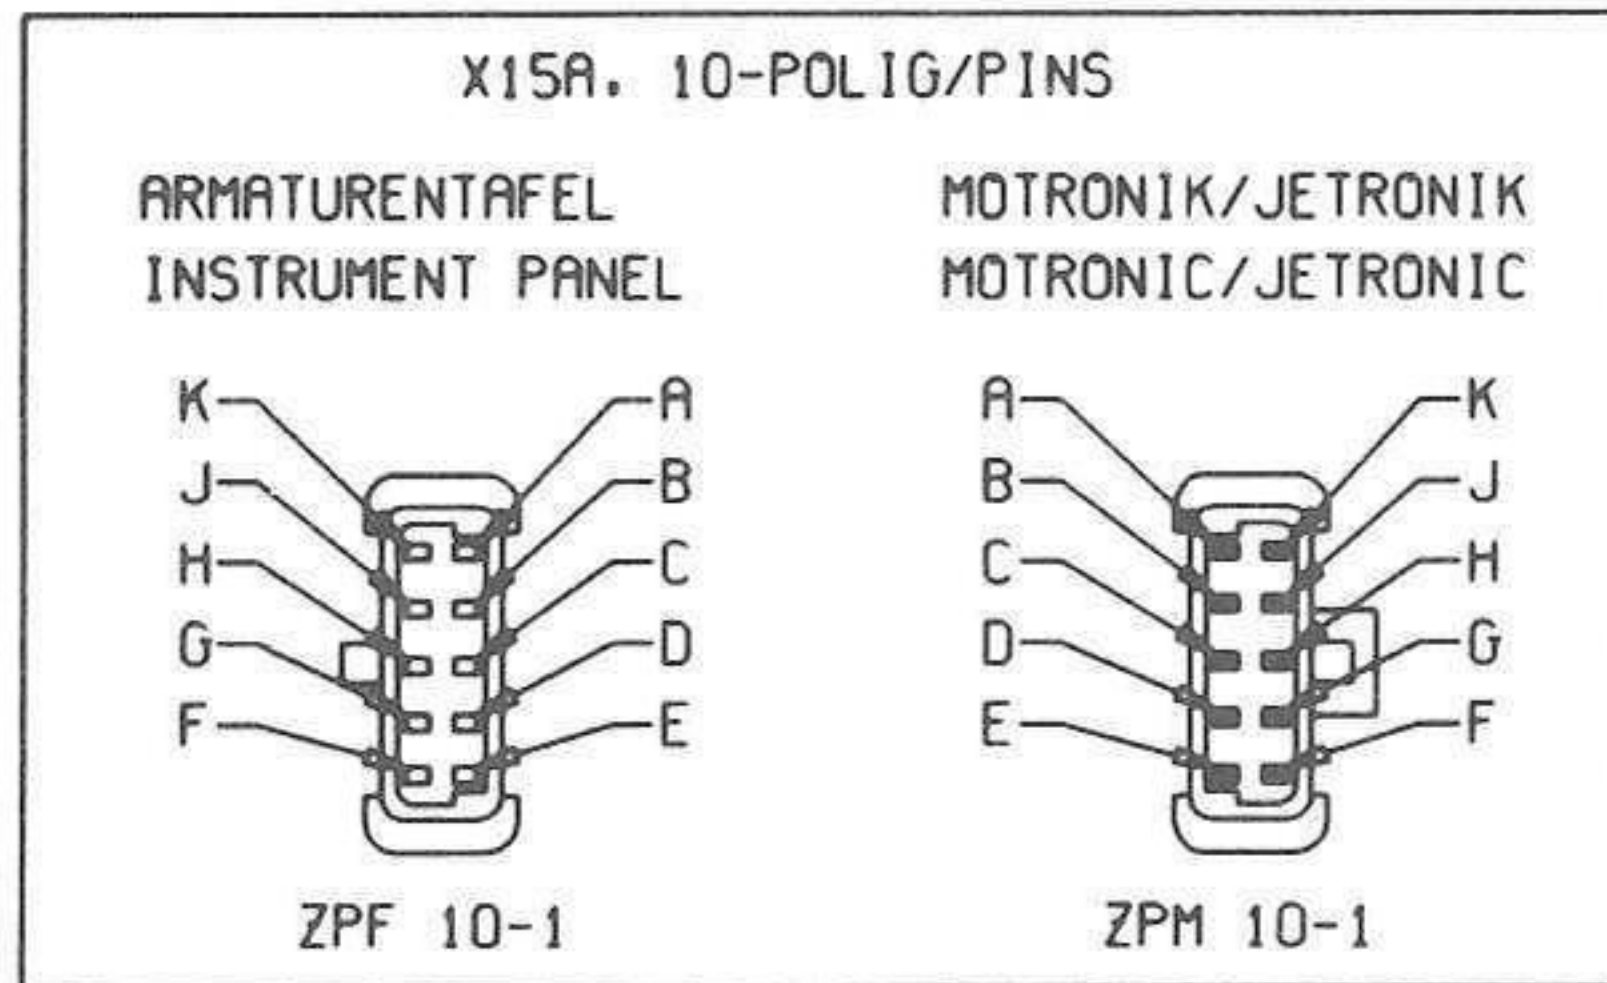 X15A. 10-POLIG/PINS
ARMATURENTAFEL
INSTRUMENT PANEL
K A
J B
H C
G D
F E
ZPF 10-1
MOTRONIK/JETRONIK
MOTRONIC/JETRONIC
A K
B J
C H
D G
E F
ZPM 10-1